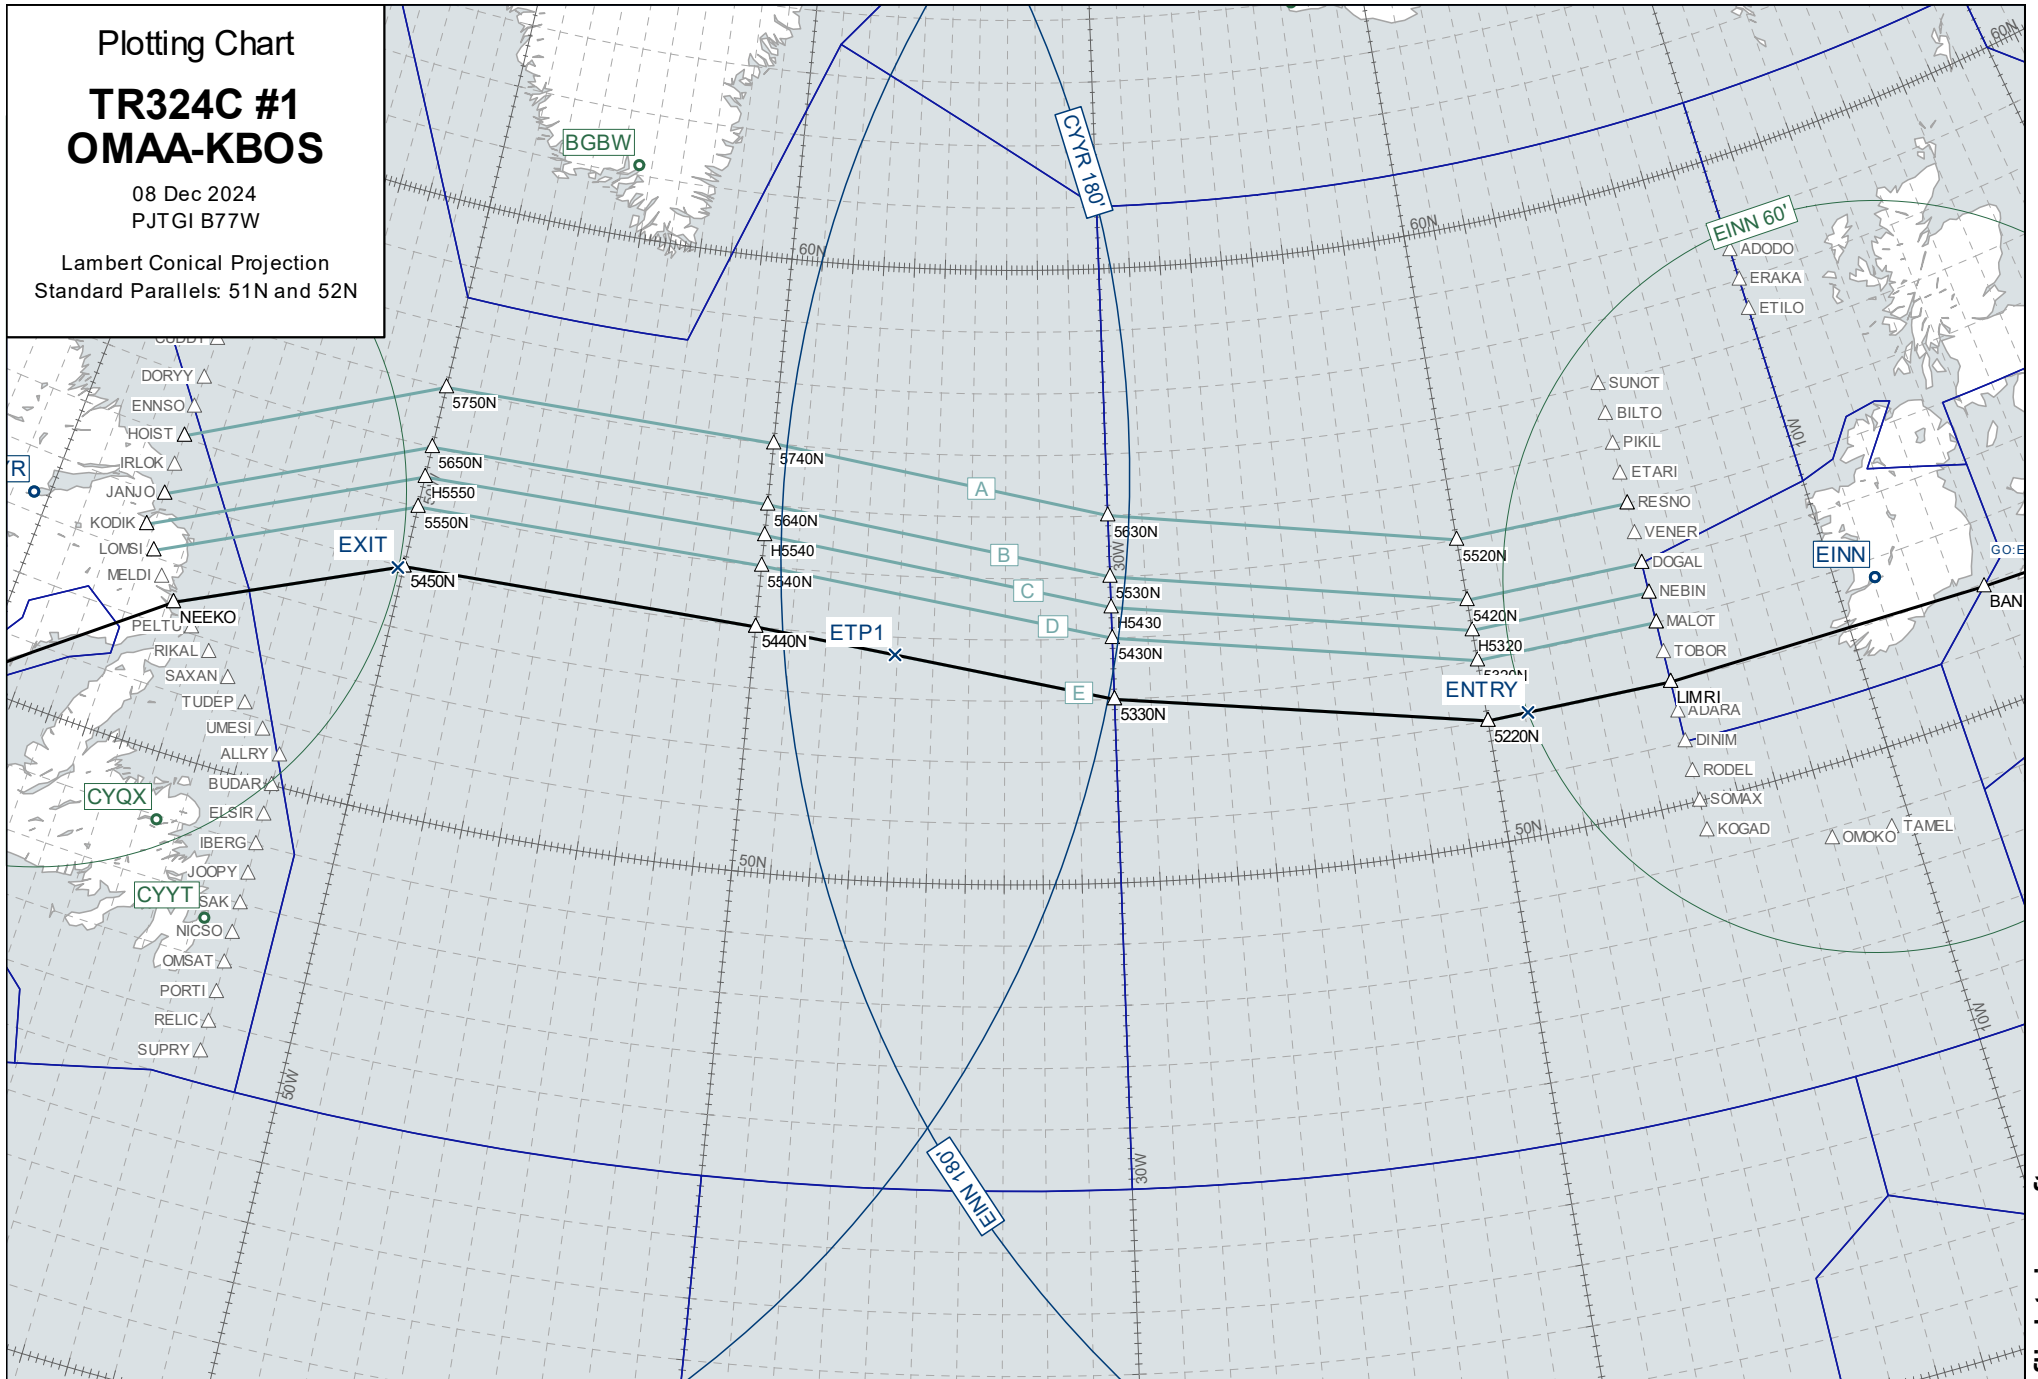 Plotting Chart
TR324C #1
OMAA-KBOS
08 Dec 2024
PJTGI B77W
Lambert Conical Projection
Standard Parallels: 51N and 52N
BGBW
CYYR 180'
60N
60N
60N
EINN 60'
ADODO
ERAKA
ETILO
CUDDY
DORYY
ENNSO
HOIST
IRLOK
YR
JANJO
KODIK
LOMSI
MELDI
NEEKO
PELTU
RIKAL
SAXAN
TUDEP
UMESI
ALLRY
BUDAR
ELSIR
IBERG
JOOPY
SAK
NICSO
OMSAT
PORTI
RELIC
SUPRY
CYQX
CYYT
5750N
5650N
H5550
5550N
EXIT
5450N
5740N
5640N
H5540
5540N
5440N
ETP1
A
B
C
D
E
5630N
30W
5530N
H5430
5430N
5330N
5520N
5420N
H5320
5320N
ENTRY
5220N
SUNOT
BILTO
PIKIL
ETARI
RESNO
VENER
DOGAL
NEBIN
MALOT
TOBOR
LIMRI
ADARA
DINIM
RODEL
SOMAX
KOGAD
OMOKO
TAMEL
10W
EINN
GO:E
BAN
50N
50N
10W
50W
30W
EINN 180'